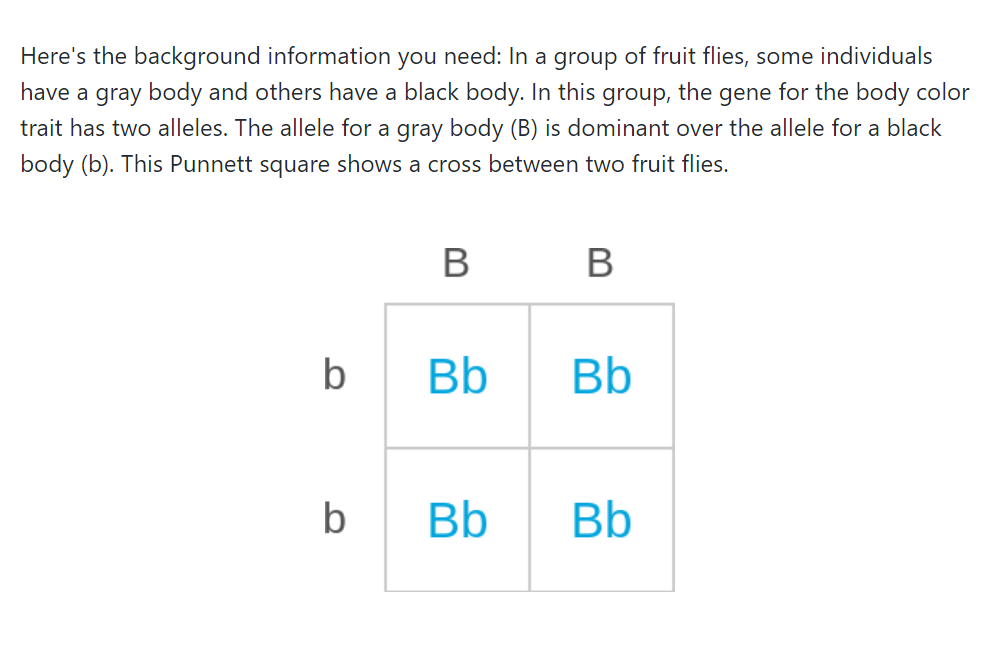 Here's the background information you need: In a group of fruit flies, some individuals
have a gray body and others have a black body. In this group, the gene for the body color
trait has two alleles. The allele for a gray body (B) is dominant over the allele for a black
body (b). This Punnett square shows a cross between two fruit flies.
B B
b Bb Bb
b Bb Bb